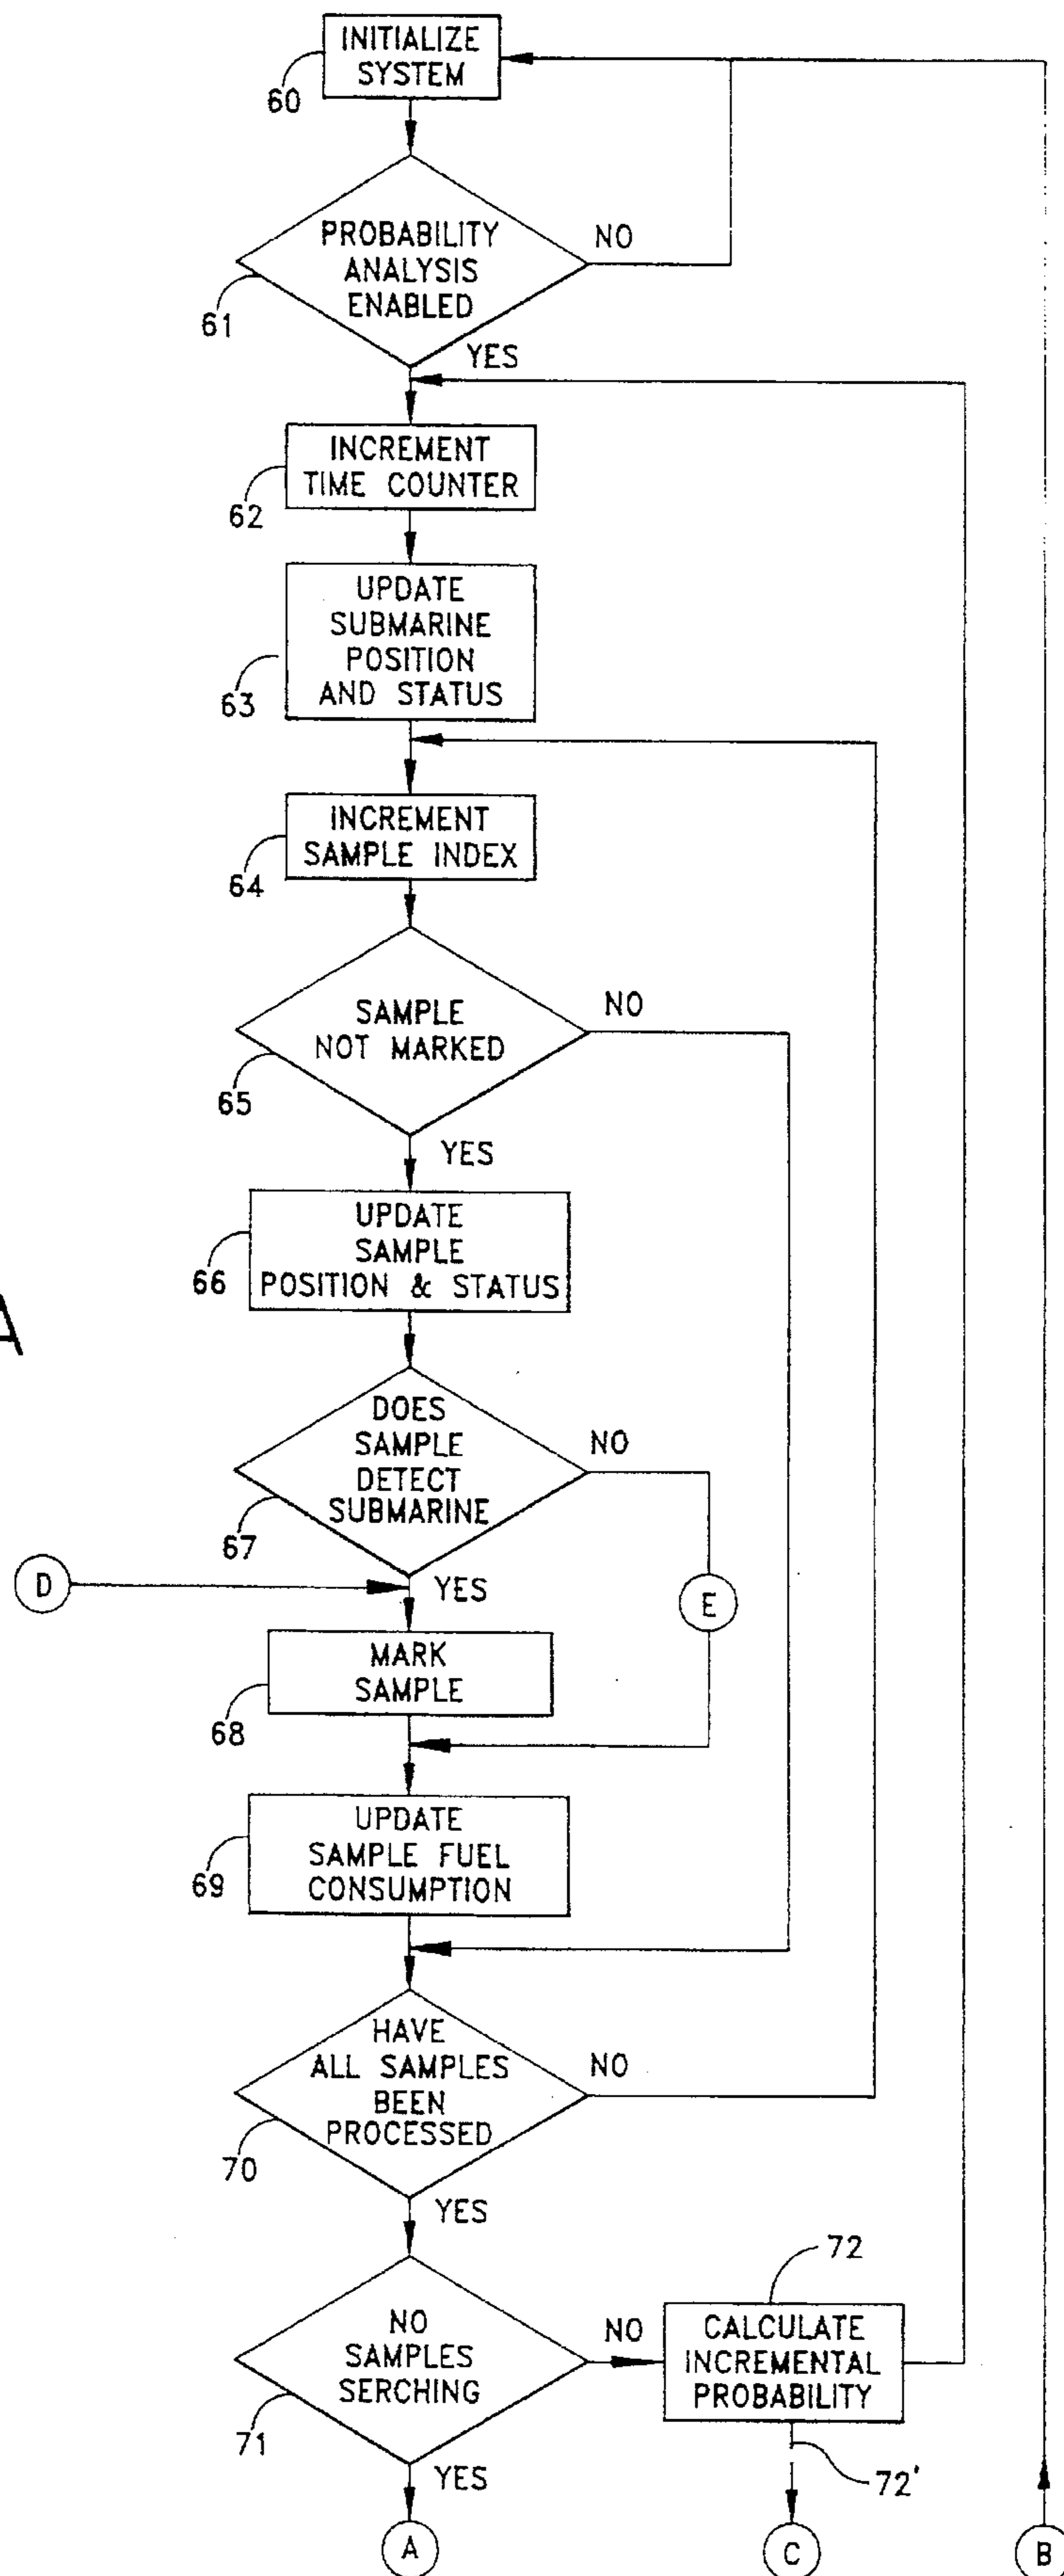 INITIALIZE
SYSTEM
60
PROBABILITY
ANALYSIS
ENABLED
NO
61
YES
INCREMENT
TIME COUNTER
62
UPDATE
SUBMARINE
POSITION
AND STATUS
63
INCREMENT
SAMPLE INDEX
64
SAMPLE
NOT MARKED
NO
65
YES
UPDATE
SAMPLE
POSITION & STATUS
66
A
DOES
SAMPLE
DETECT
SUBMARINE
NO
67
D
YES
E
MARK
SAMPLE
68
UPDATE
SAMPLE FUEL
CONSUMPTION
69
HAVE
ALL SAMPLES
BEEN
PROCESSED
NO
70
YES
72
NO
SAMPLES
SERCHING
NO
CALCULATE
INCREMENTAL
PROBABILITY
71
YES
72'
A
C
B